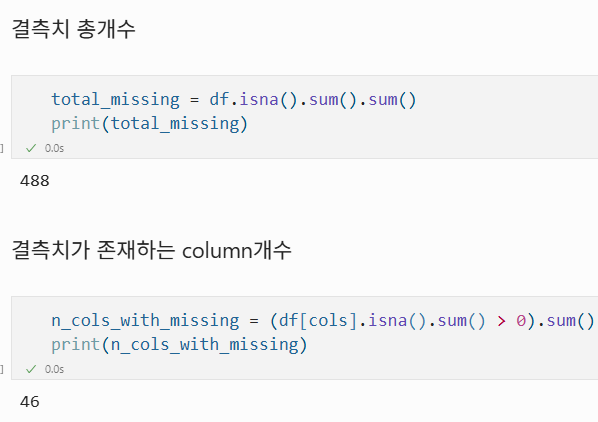 결측치 총개수
total_missing = df.isna().sum().sum()
print(total_missing)
] ✓ 0.0s
488
결측치가 존재하는 column개수
n_cols_with_missing = (df[cols].isna().sum() > 0).sum()
print(n_cols_with_missing)
] ✓ 0.0s
46